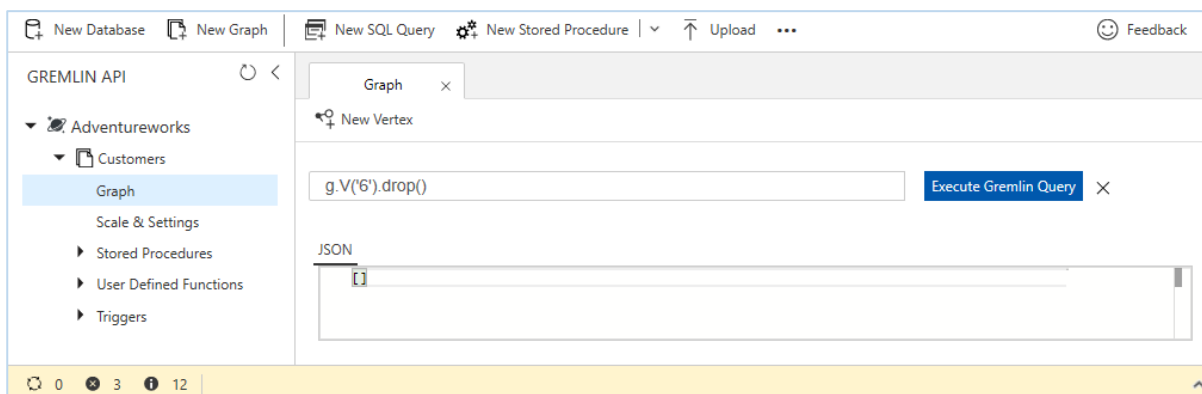 New Database New Graph New SQL Query New Stored Procedure Upload ••• Feedback
GREMLIN API
Graph
New Vertex
Adventureworks
Customers
Graph
Scale & Settings
Stored Procedures
User Defined Functions
Triggers
g.V('6').drop()
Execute Gremlin Query
JSON
[]
0 3 12